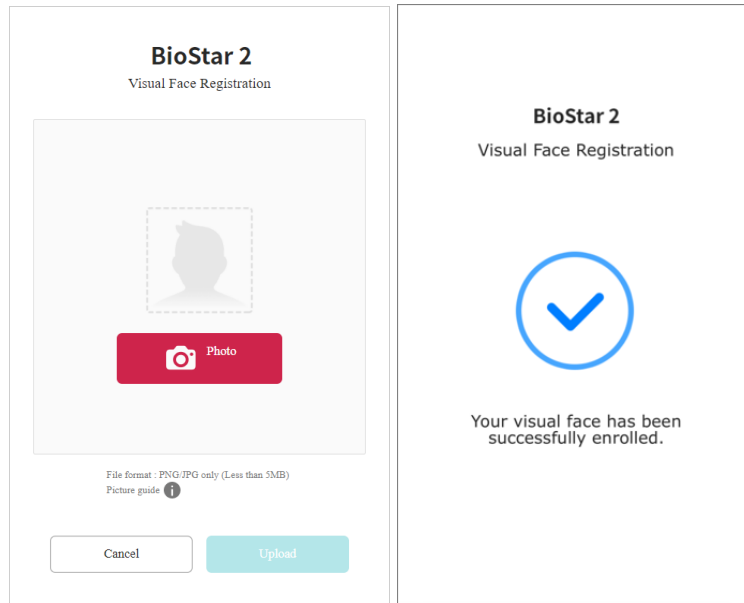 BioStar 2
Visual Face Registration
Photo
File format : PNG/JPG only (Less than 5MB)
Picture guide i
Cancel
Upload
BioStar 2
Visual Face Registration
Your visual face has been
successfully enrolled.